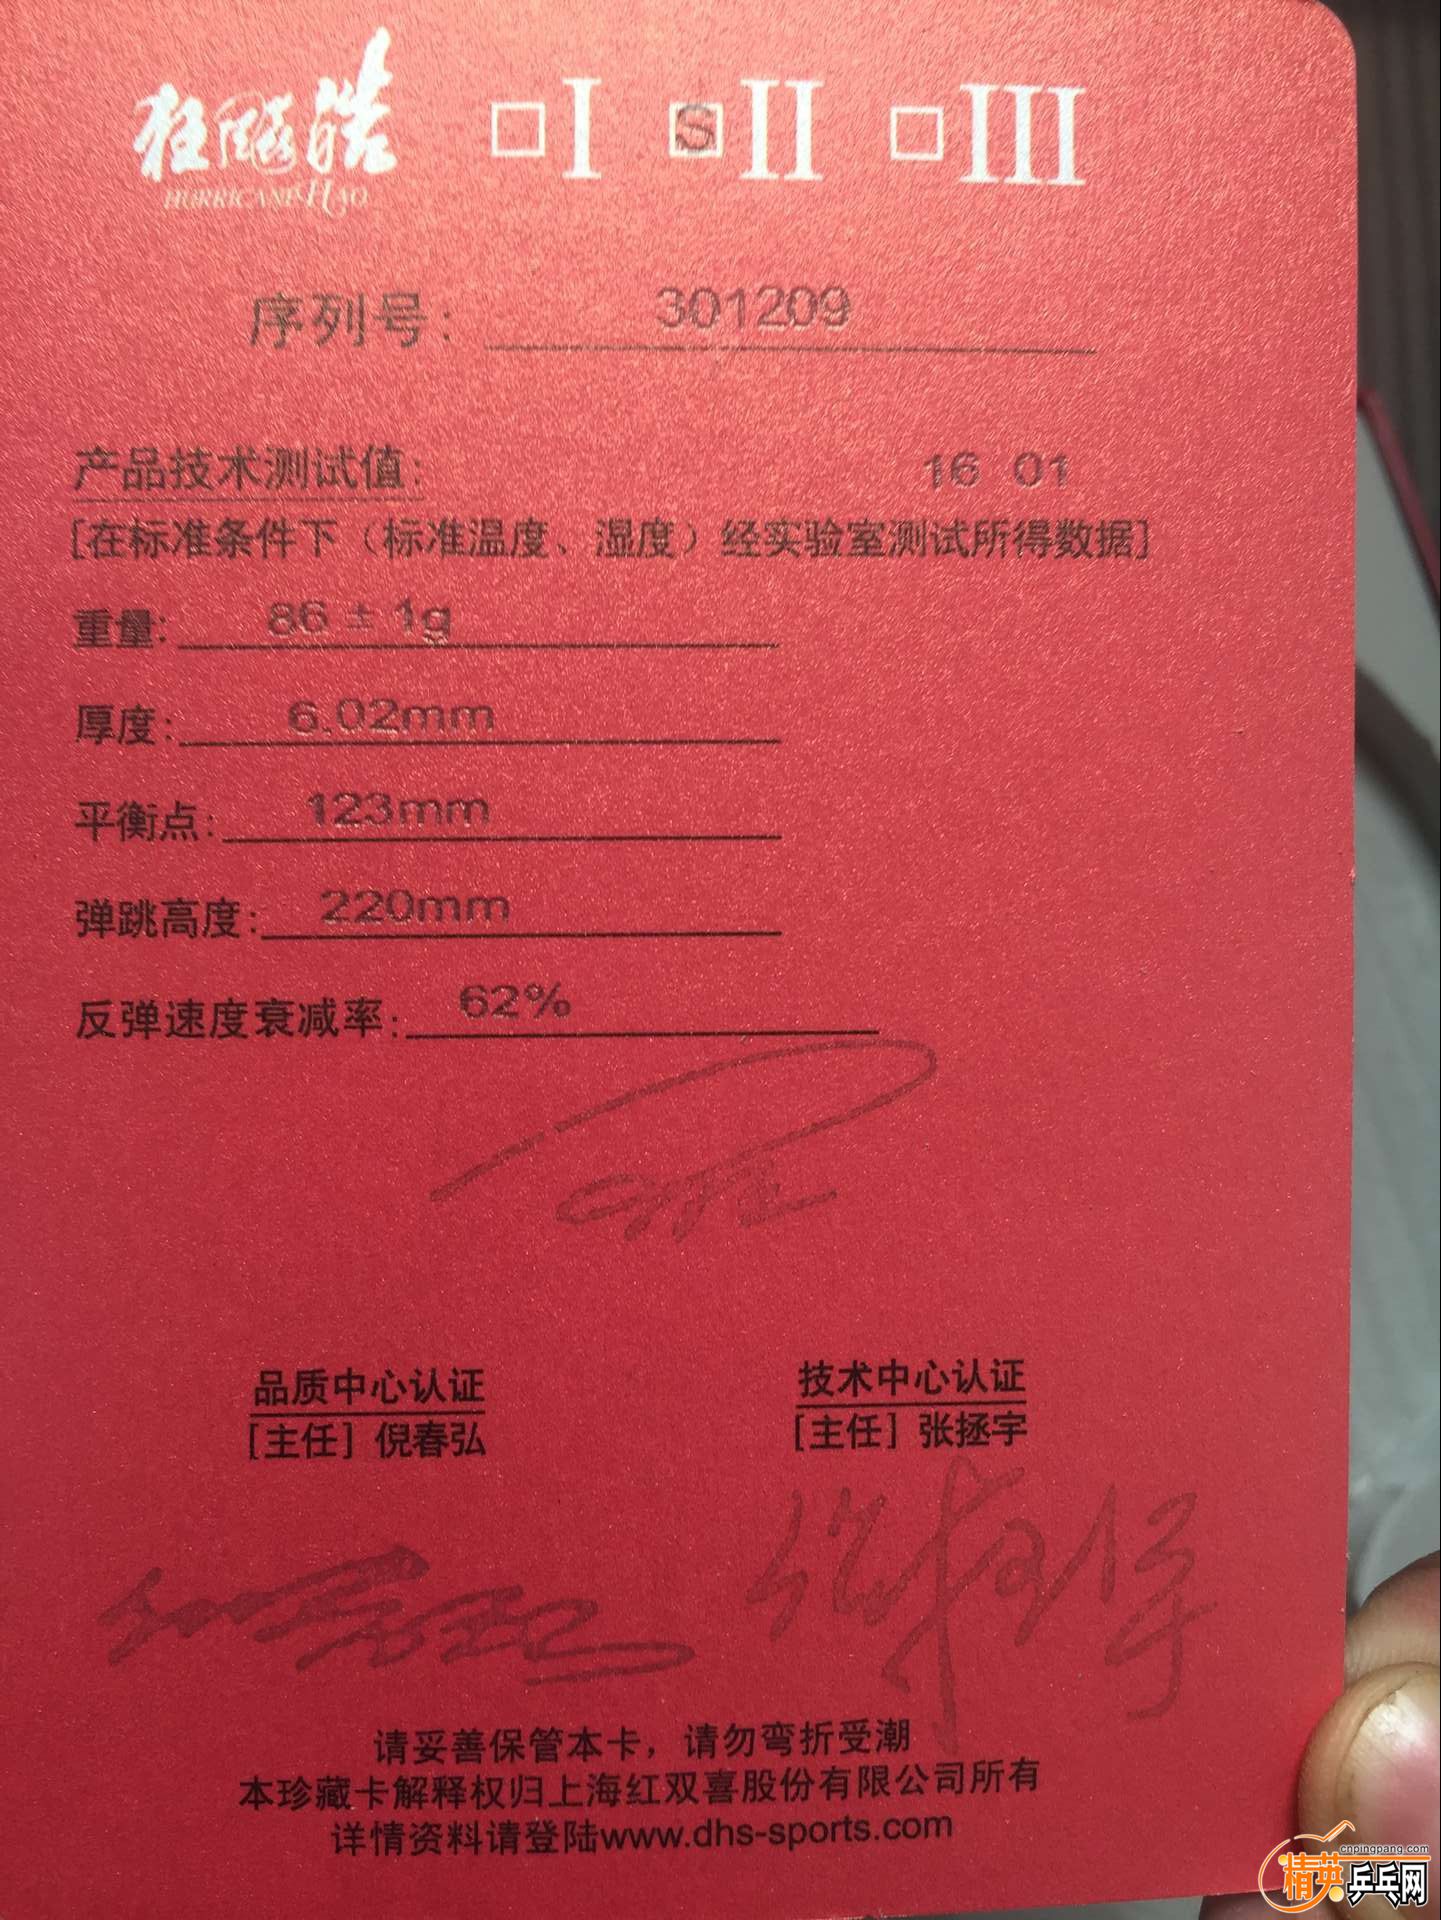 狂飚皓 □I SII □III
HURRICANE HAO
序列号: 301209
产品技术测试值: 16 01
[在标准条件下（标准温度、湿度）经实验室测试所得数据]
重量: 86 ± 1g
厚度: 6.02mm
平衡点: 123mm
弹跳高度: 220mm
反弹速度衰减率: 62%
品质中心认证 技术中心认证
[主任] 倪春弘 [主任] 张拯宇
请妥善保管本卡，请勿弯折受潮
本珍藏卡解释权归上海红双喜股份有限公司所有
详情资料请登陆www.dhs-sports.com
cnpingpang.com
精英乒乓网